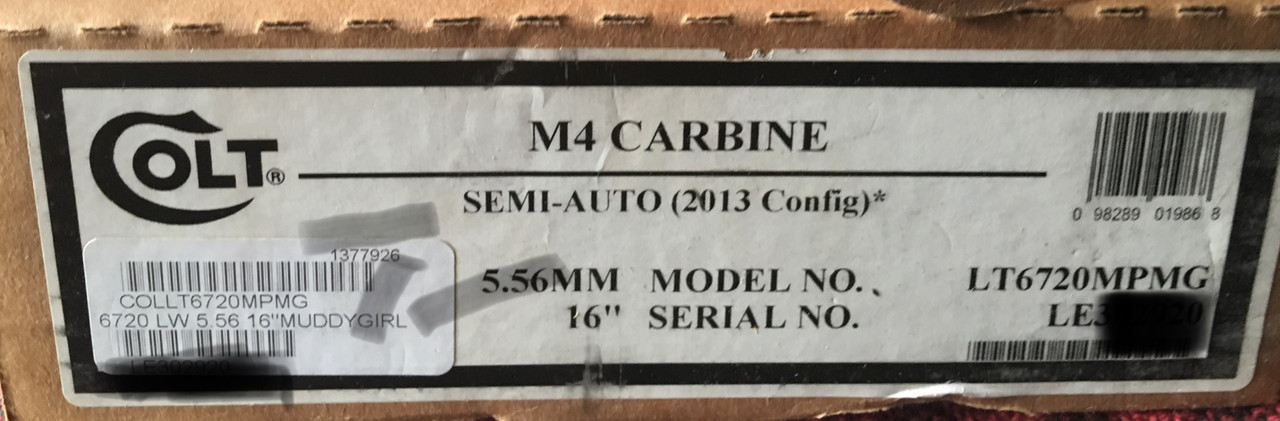 COLT®
M4 CARBINE
SEMI-AUTO (2013 Config)*
0 98289 01986 8
1377926
COLLT6720MPMG
6720 LW 5.56 16"MUDDYGIRL
5.56MM MODEL NO. LT6720MPMG
16" SERIAL NO.